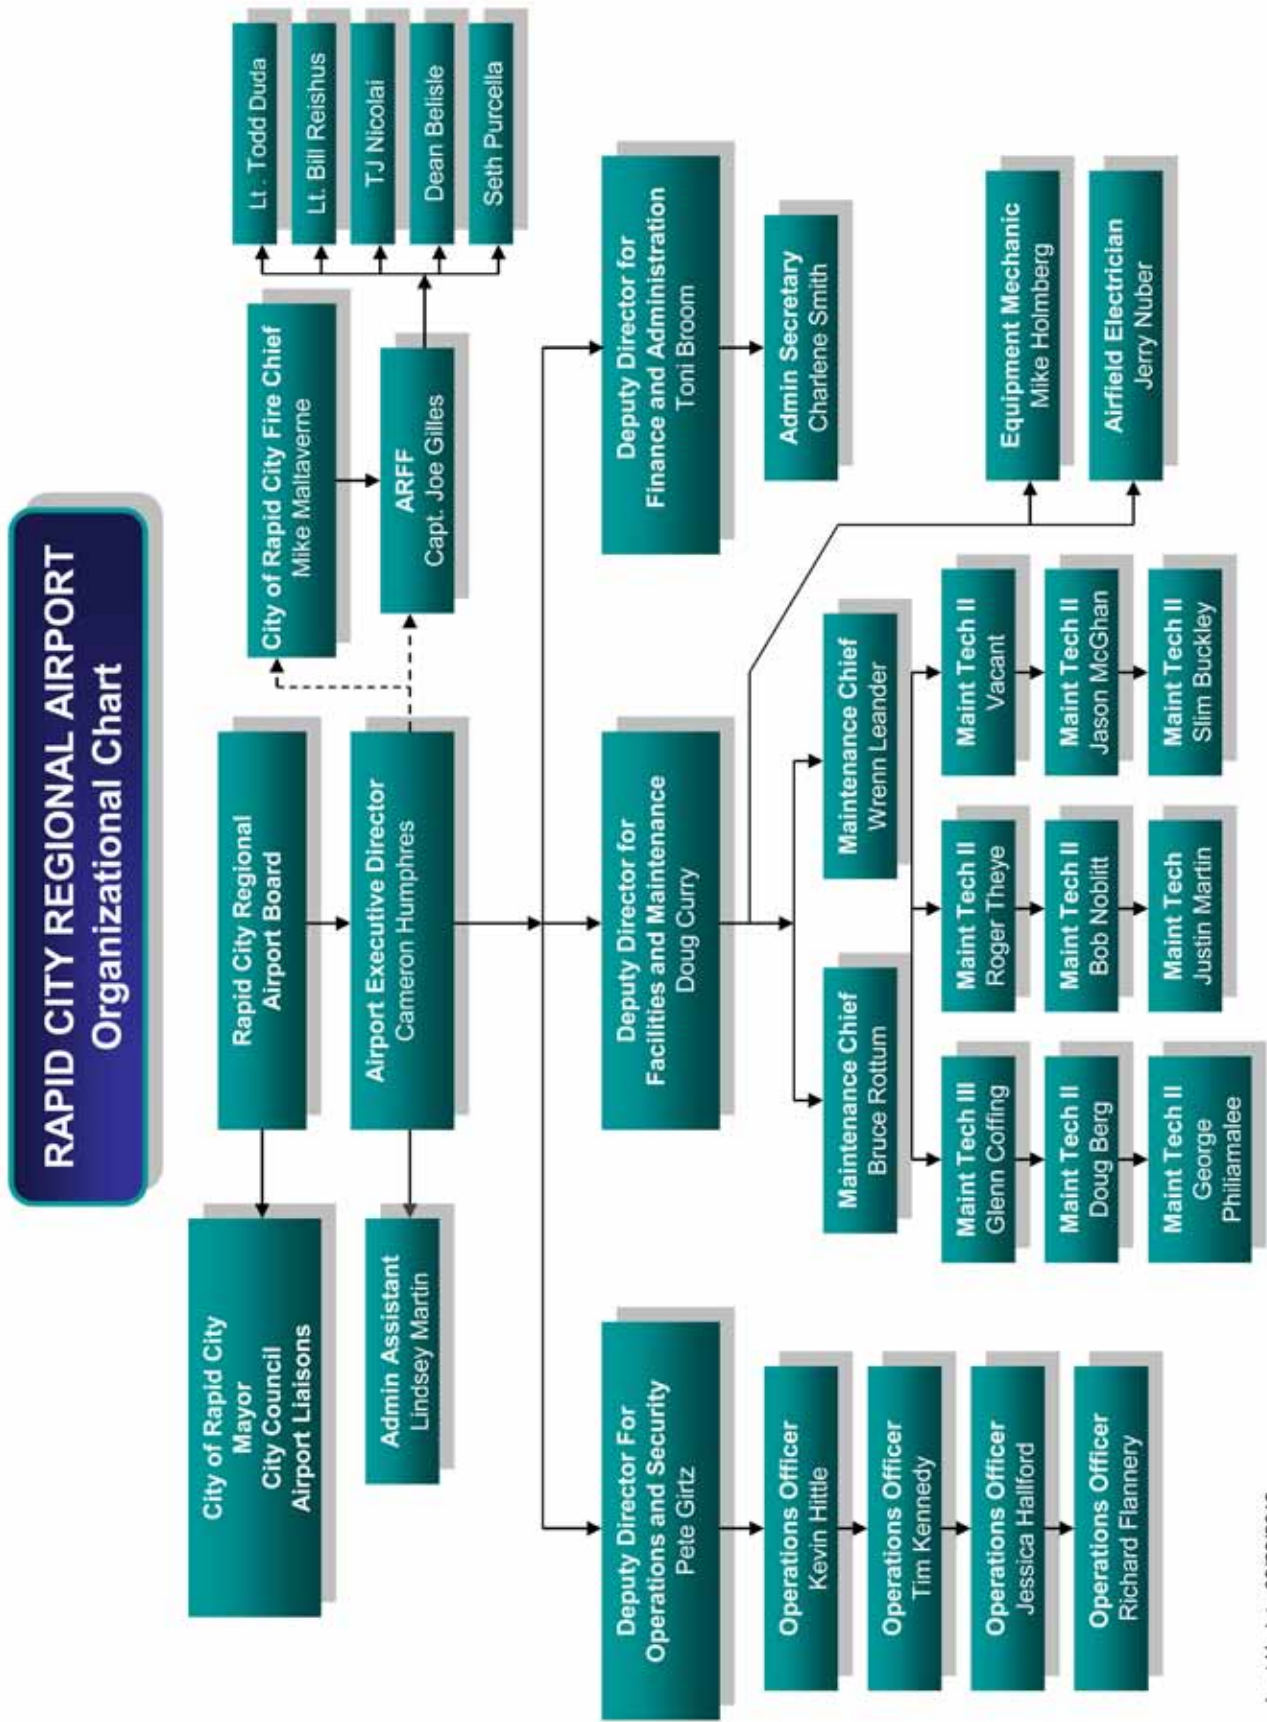 RAPID CITY REGIONAL AIRPORT
Organizational Chart
City of Rapid City
Mayor
City Council
Airport Liaisons
Rapid City Regional
Airport Board
City of Rapid City Fire Chief
Mike Maltaverne
Lt . Todd Duda
Lt. Bill Reishus
TJ Nicolai
Dean Belisle
Seth Purcella
Admin Assistant
Lindsey Martin
Airport Executive Director
Cameron Humphres
ARFF
Capt. Joe Gilles
Deputy Director For
Operations and Security
Pete Girtz
Deputy Director for
Facilities and Maintenance
Doug Curry
Deputy Director for
Finance and Administration
Toni Broom
Operations Officer
Kevin Hittle
Operations Officer
Tim Kennedy
Operations Officer
Jessica Hallford
Operations Officer
Richard Flannery
Maintenance Chief
Bruce Rottum
Maintenance Chief
Wrenn Leander
Admin Secretary
Charlene Smith
Maint Tech III
Glenn Coffing
Maint Tech II
Doug Berg
Maint Tech II
George
Philiamalee
Maint Tech II
Roger Theye
Maint Tech II
Bob Noblitt
Maint Tech
Justin Martin
Maint Tech II
Vacant
Maint Tech II
Jason McGhan
Maint Tech II
Slim Buckley
Equipment Mechanic
Mike Holmberg
Airfield Electrician
Jerry Nuber